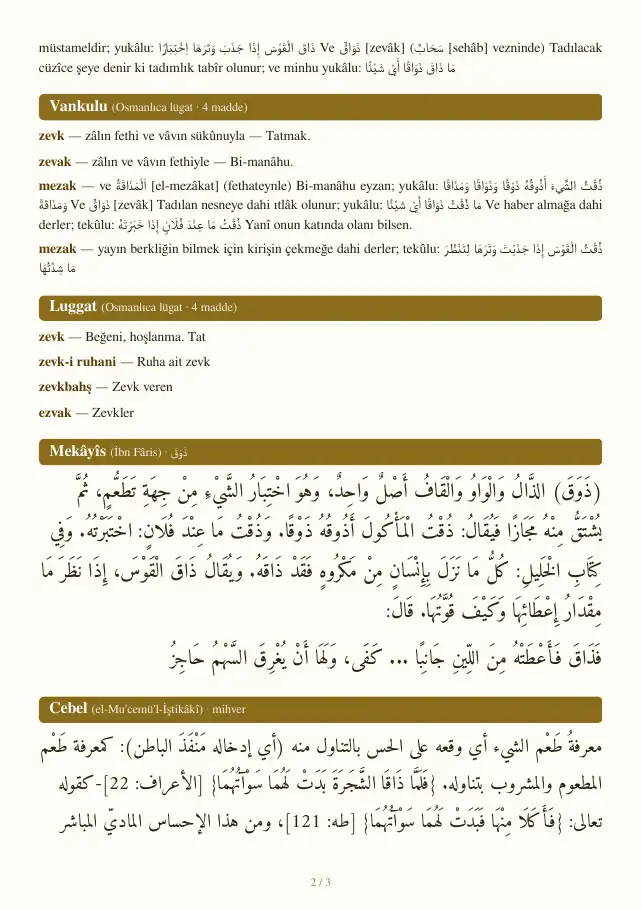 müstameldir; yukâlu: ذَاقَ الْقَوْسَ إِذَا جَذَبَ وَتَرَهَا اِخْتِبَارًا Ve ذَوَاقٌ [zevâk] (سَحَابٌ [sehâb] vezninde) Tadılacak
cüzîce şeye denir ki tadımlık tabîr olunur; ve minhu yukâlu: مَا ذَاقَ ذَوَاقًا أَيْ شَيْئًا
Vankulu (Osmanlıca lügat · 4 madde)
zevk — zâlın fethi ve vâvın sükûnuyla — Tatmak.
zevak — zâlın ve vâvın fethiyle — Bi-manâhu.
mezak — ve اَلْمَذَاقَةُ [el-mezâkat] (fethateynle) Bi-manâhu eyzan; yukâlu: ذُقْتُ الشَّيْءَ أَذُوقُهُ ذَوْقًا وَذَوَاقًا وَمَذَاقًا
وَمَذَاقَةً Ve ذَوَاقٌ [zevâk] Tadılan nesneye dahi ıtlâk olunur; yukâlu: مَا ذُقْتُ ذَوَاقًا أَيْ شَيْئًا Ve haber almağa dahi
derler; tekûlu: ذُقْتُ مَا عِنْدَ فُلَانٍ إِذَا خَبَرْتَهُ Yanî onun katında olanı bilsen.
mezak — yayın berkliğin bilmek için kirişin çekmeğe dahi derler; tekûlu: ذُقْتُ الْقَوْسَ إِذَا جَذَبْتَ وَتَرَهَا لِتَنْظُرَ
مَا شِدَّتُهَا
Luggat (Osmanlıca lügat · 4 madde)
zevk — Beğeni, hoşlanma. Tat
zevk-i ruhani — Ruha ait zevk
zevkbahş — Zevk veren
ezvak — Zevkler
Mekâyîs (İbn Fâris) · ذَوَقَ
(ذَوَقَ) الذَّالُ وَالْوَاوُ وَالْقَافُ أَصْلٌ وَاحِدٌ، وَهُوَ اخْتِبَارُ الشَّيْءِ مِنْ جِهَةِ تَطَعُّمٍ، ثُمَّ
يُشْتَقُّ مِنْهُ مَجَازًا فَيُقَالُ: ذُقْتُ الْمَأْكُولَ أَذُوقُهُ ذَوْقًا. وَذُقْتُ مَا عِنْدَ فُلَانٍ: اخْتَبَرْتُهُ. وَفِي
كِتَابِ الْخَلِيلِ: كُلُّ مَا نَزَلَ بِإِنْسَانٍ مِنْ مَكْرُوهٍ فَقَدْ ذَاقَهُ. وَيُقَالُ ذَاقَ الْقَوْسَ، إِذَا نَظَرَ مَا
مِقْدَارُ إِعْطَائِهَا وَكَيْفَ قُوَّتُهَا. قَالَ:
فَذَاقَ فَأَعْطَتْهُ مِنَ اللِّينِ جَانِبًا ... كَفَى، وَلَهَا أَنْ يُغْرِقَ السَّهْمُ حَاجِزُ
Cebel (el-Mu'cemü'l-İştikâkî) · mihver
معرفةُ طَعْم الشيء أي وقعه على الحس بالتناول منه (أي إدخاله مَنْفَذَ الباطن): كمعرفة طَعْم
المطعوم والمشروب بتناوله. {فَلَمَّا ذَاقَا الشَّجَرَةَ بَدَتْ لَهُمَا سَوْآتُهُمَا} [الأعراف: 22]-كقوله
تعالى: {فَأَكَلَا مِنْهَا فَبَدَتْ لَهُمَا سَوْآتُهُمَا} [طه: 121]، ومن هذا الإحساس الماديّ المباشر
2 / 3